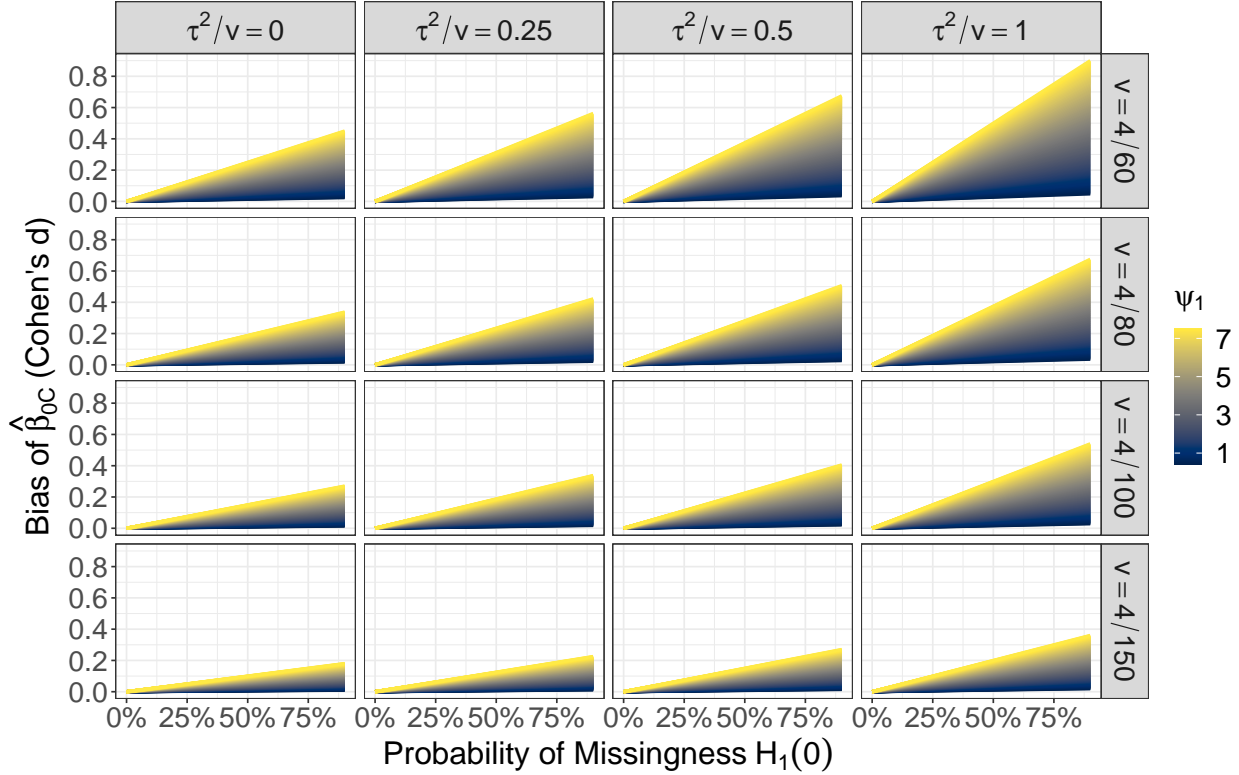 τ²/v = 0
τ²/v = 0.25
τ²/v = 0.5
τ²/v = 1
Bias of β̂₀C (Cohen's d)
0.8
0.6
0.4
0.2
0.0
v = 4/60
0.8
0.6
0.4
0.2
0.0
v = 4/80
0.8
0.6
0.4
0.2
0.0
v = 4/100
0.8
0.6
0.4
0.2
0.0
v = 4/150
0% 25% 50% 75%
0% 25% 50% 75%
0% 25% 50% 75%
0% 25% 50% 75%
Probability of Missingness H₁(0)
ψ₁
7
5
3
1